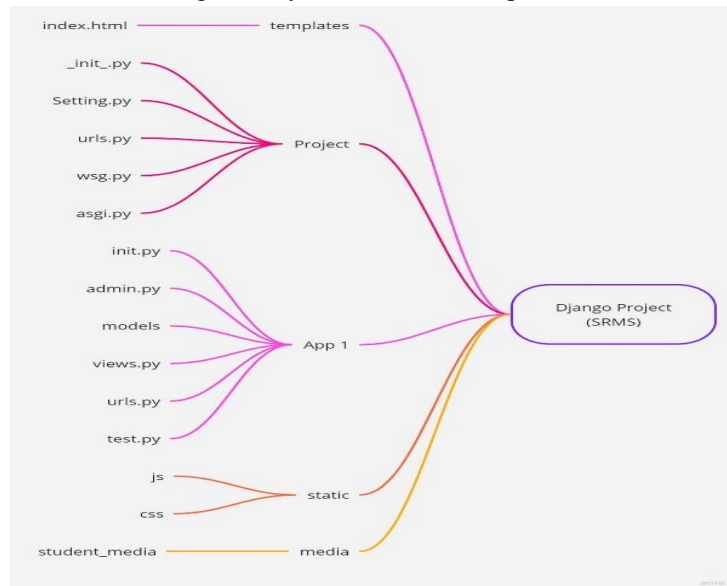 index.html
templates
_init_.py
Setting.py
urls.py
Project
wsg.py
asgi.py
init.py
admin.py
models
App 1
views.py
urls.py
test.py
Django Project
(SRMS)
js
static
css
student_media
media